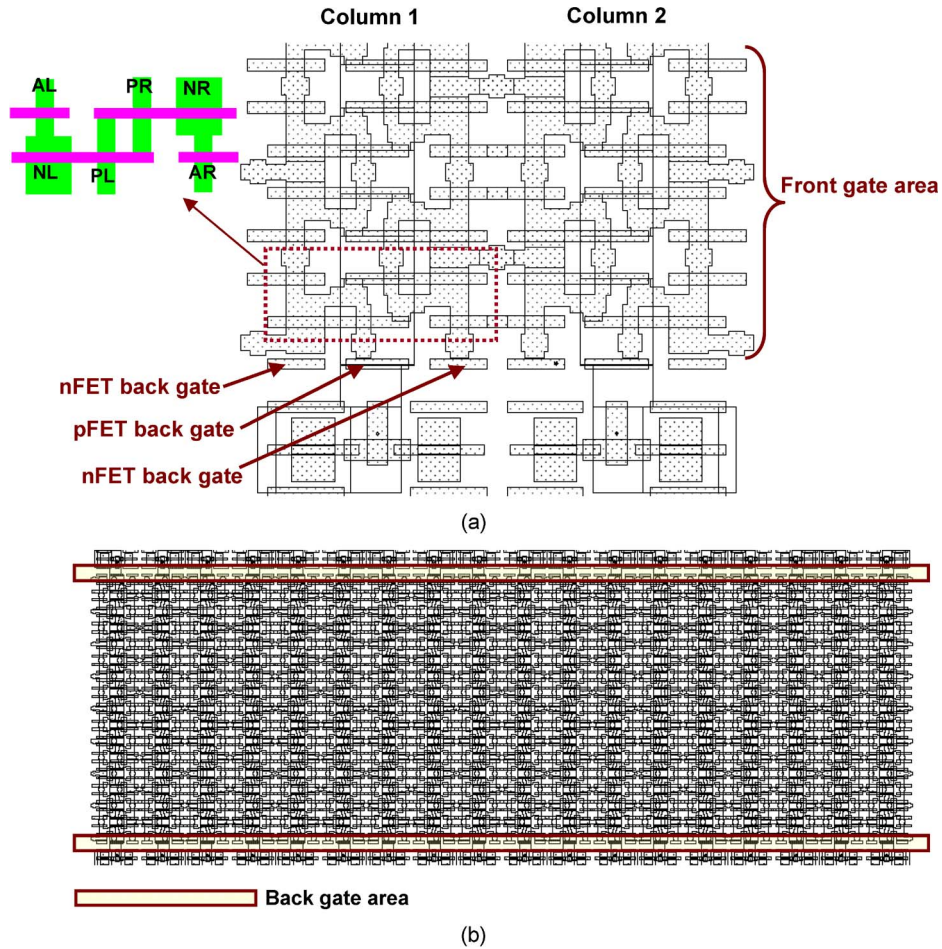 Column 1
Column 2
AL
PR
NR
NL
PL
AR
Front gate area
nFET back gate
pFET back gate
nFET back gate
(a)
Back gate area
(b)